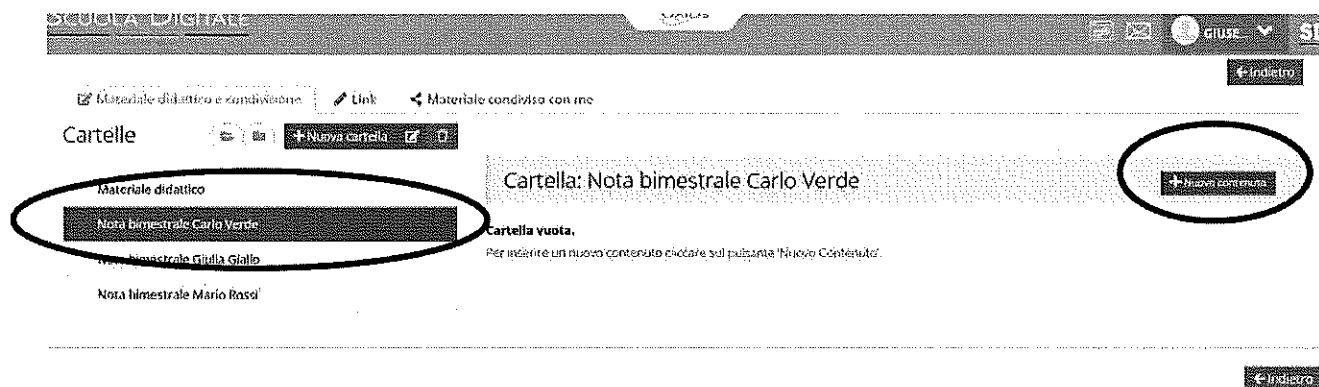 SCUOLA DIGITALE
GIUSE
Indietro
Materiale didattico e condivisione Link Materiale condiviso con me
Cartelle +Nuova cartella
Cartella: Nota bimestrale Carlo Verde +Nuovo contenuto
Materiale didattico
Nota bimestrale Carlo Verde
Cartella vuota.
Per inserire un nuovo contenuto cliccare sul pulsante 'Nuovo Contenuto'.
Nota bimestrale Giulia Giallo
Nota bimestrale Mario Rossi
Indietro